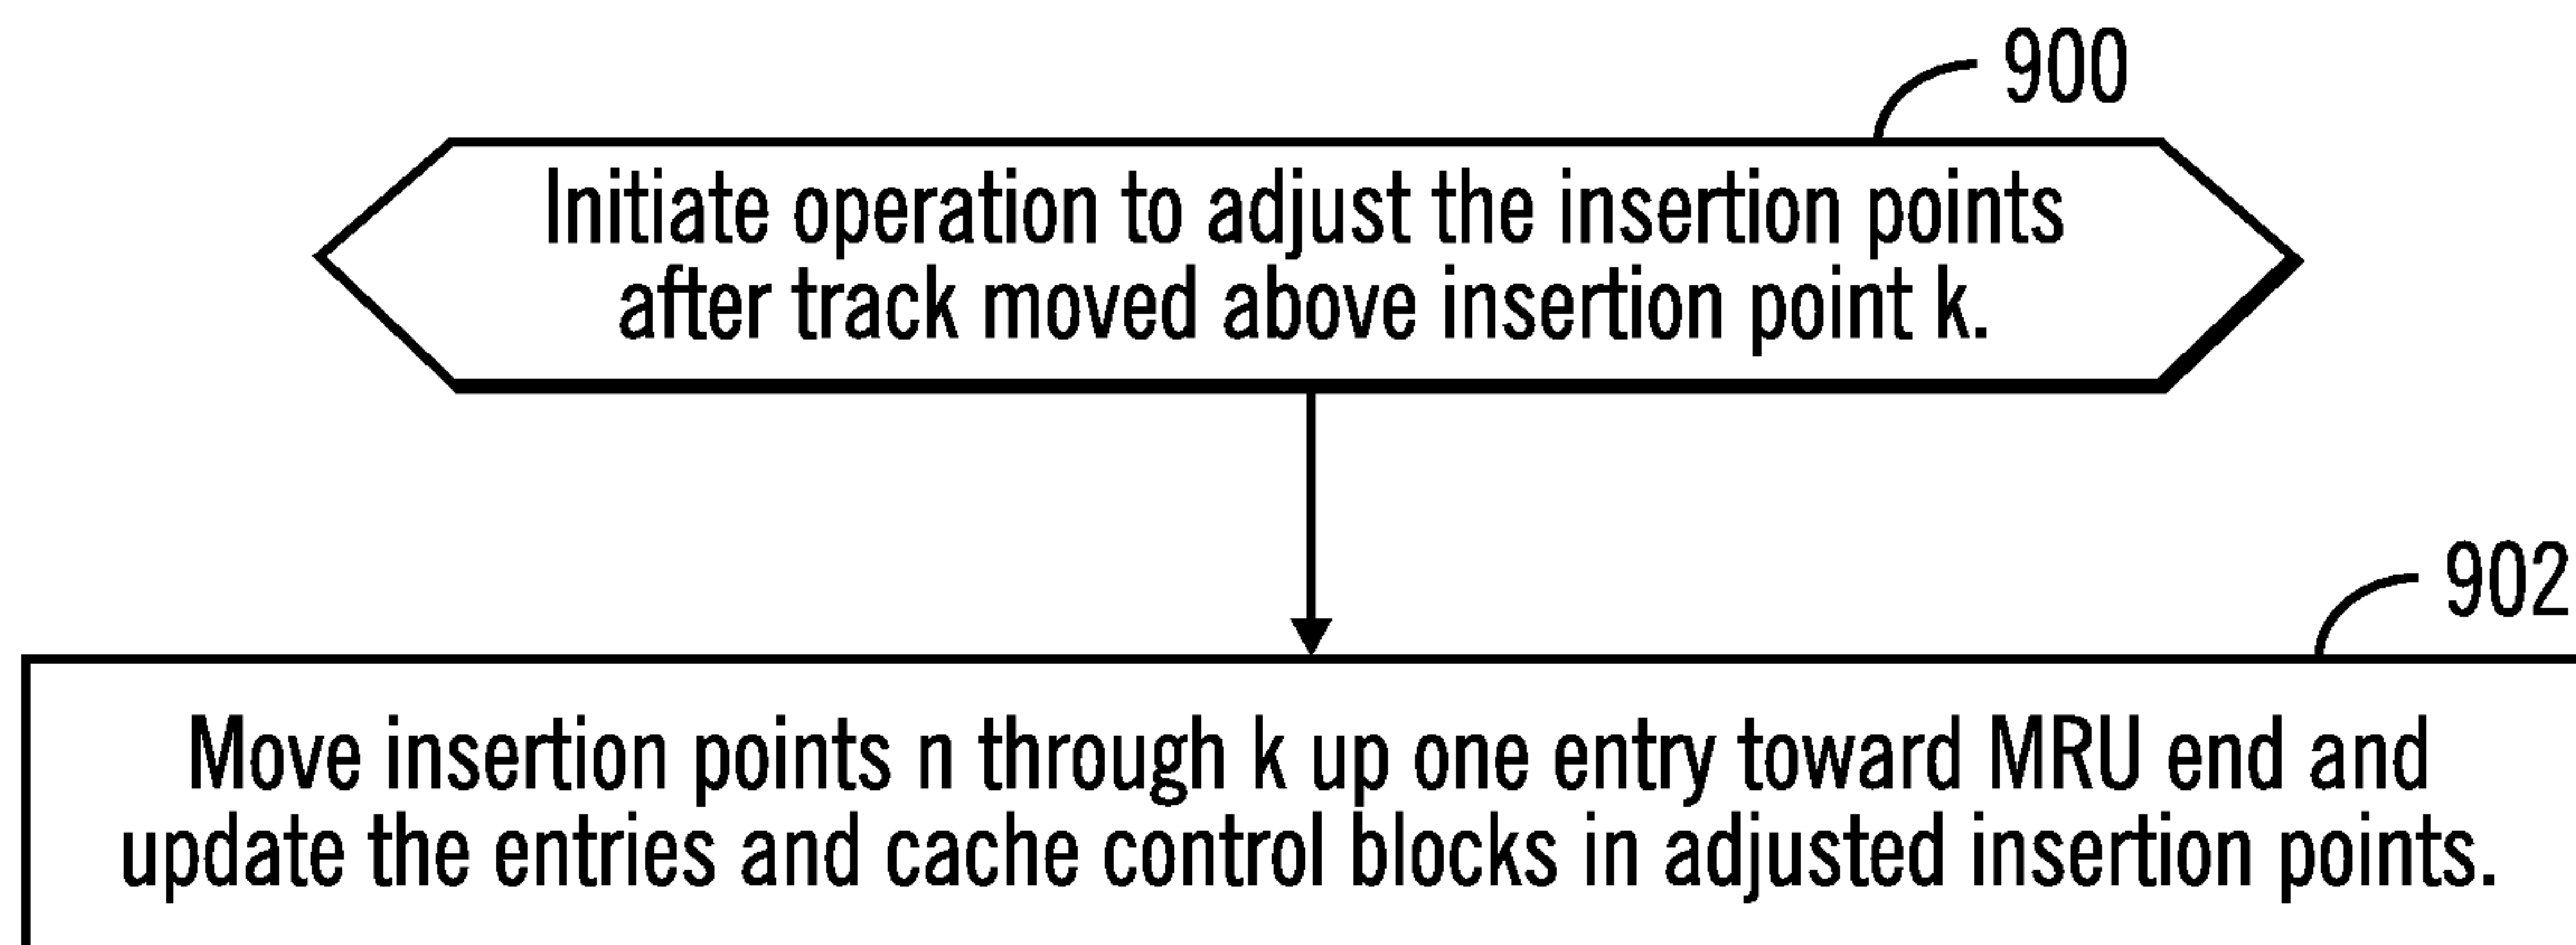 900
Initiate operation to adjust the insertion points
after track moved above insertion point k.
902
Move insertion points n through k up one entry toward MRU end and
update the entries and cache control blocks in adjusted insertion points.